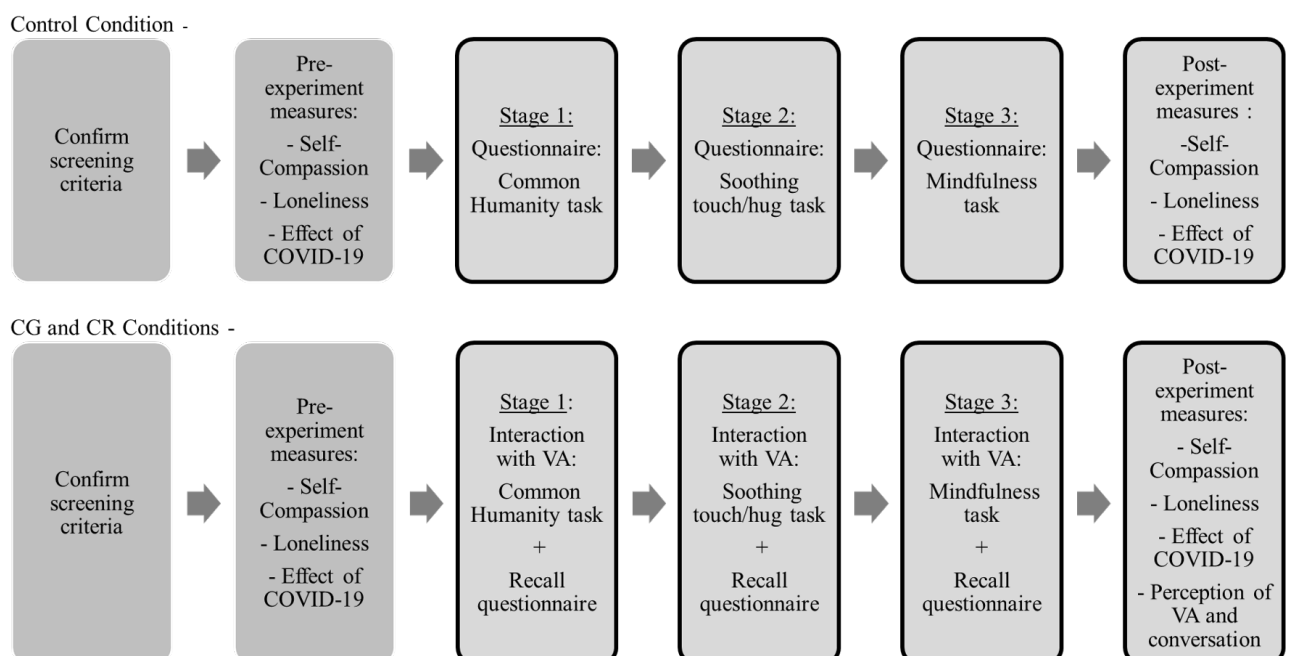 Control Condition -
Confirm
screening
criteria
Pre-
experiment
measures:
- Self-
Compassion
- Loneliness
- Effect of
COVID-19
Stage 1:
Questionnaire:
Common
Humanity task
Stage 2:
Questionnaire:
Soothing
touch/hug task
Stage 3:
Questionnaire:
Mindfulness
task
Post-
experiment
measures :
-Self-
Compassion
- Loneliness
- Effect of
COVID-19
CG and CR Conditions -
Confirm
screening
criteria
Pre-
experiment
measures:
- Self-
Compassion
- Loneliness
- Effect of
COVID-19
Stage 1:
Interaction
with VA:
Common
Humanity task
+
Recall
questionnaire
Stage 2:
Interaction
with VA:
Soothing
touch/hug task
+
Recall
questionnaire
Stage 3:
Interaction
with VA:
Mindfulness
task
+
Recall
questionnaire
Post-
experiment
measures:
- Self-
Compassion
- Loneliness
- Effect of
COVID-19
- Perception of
VA and
conversation